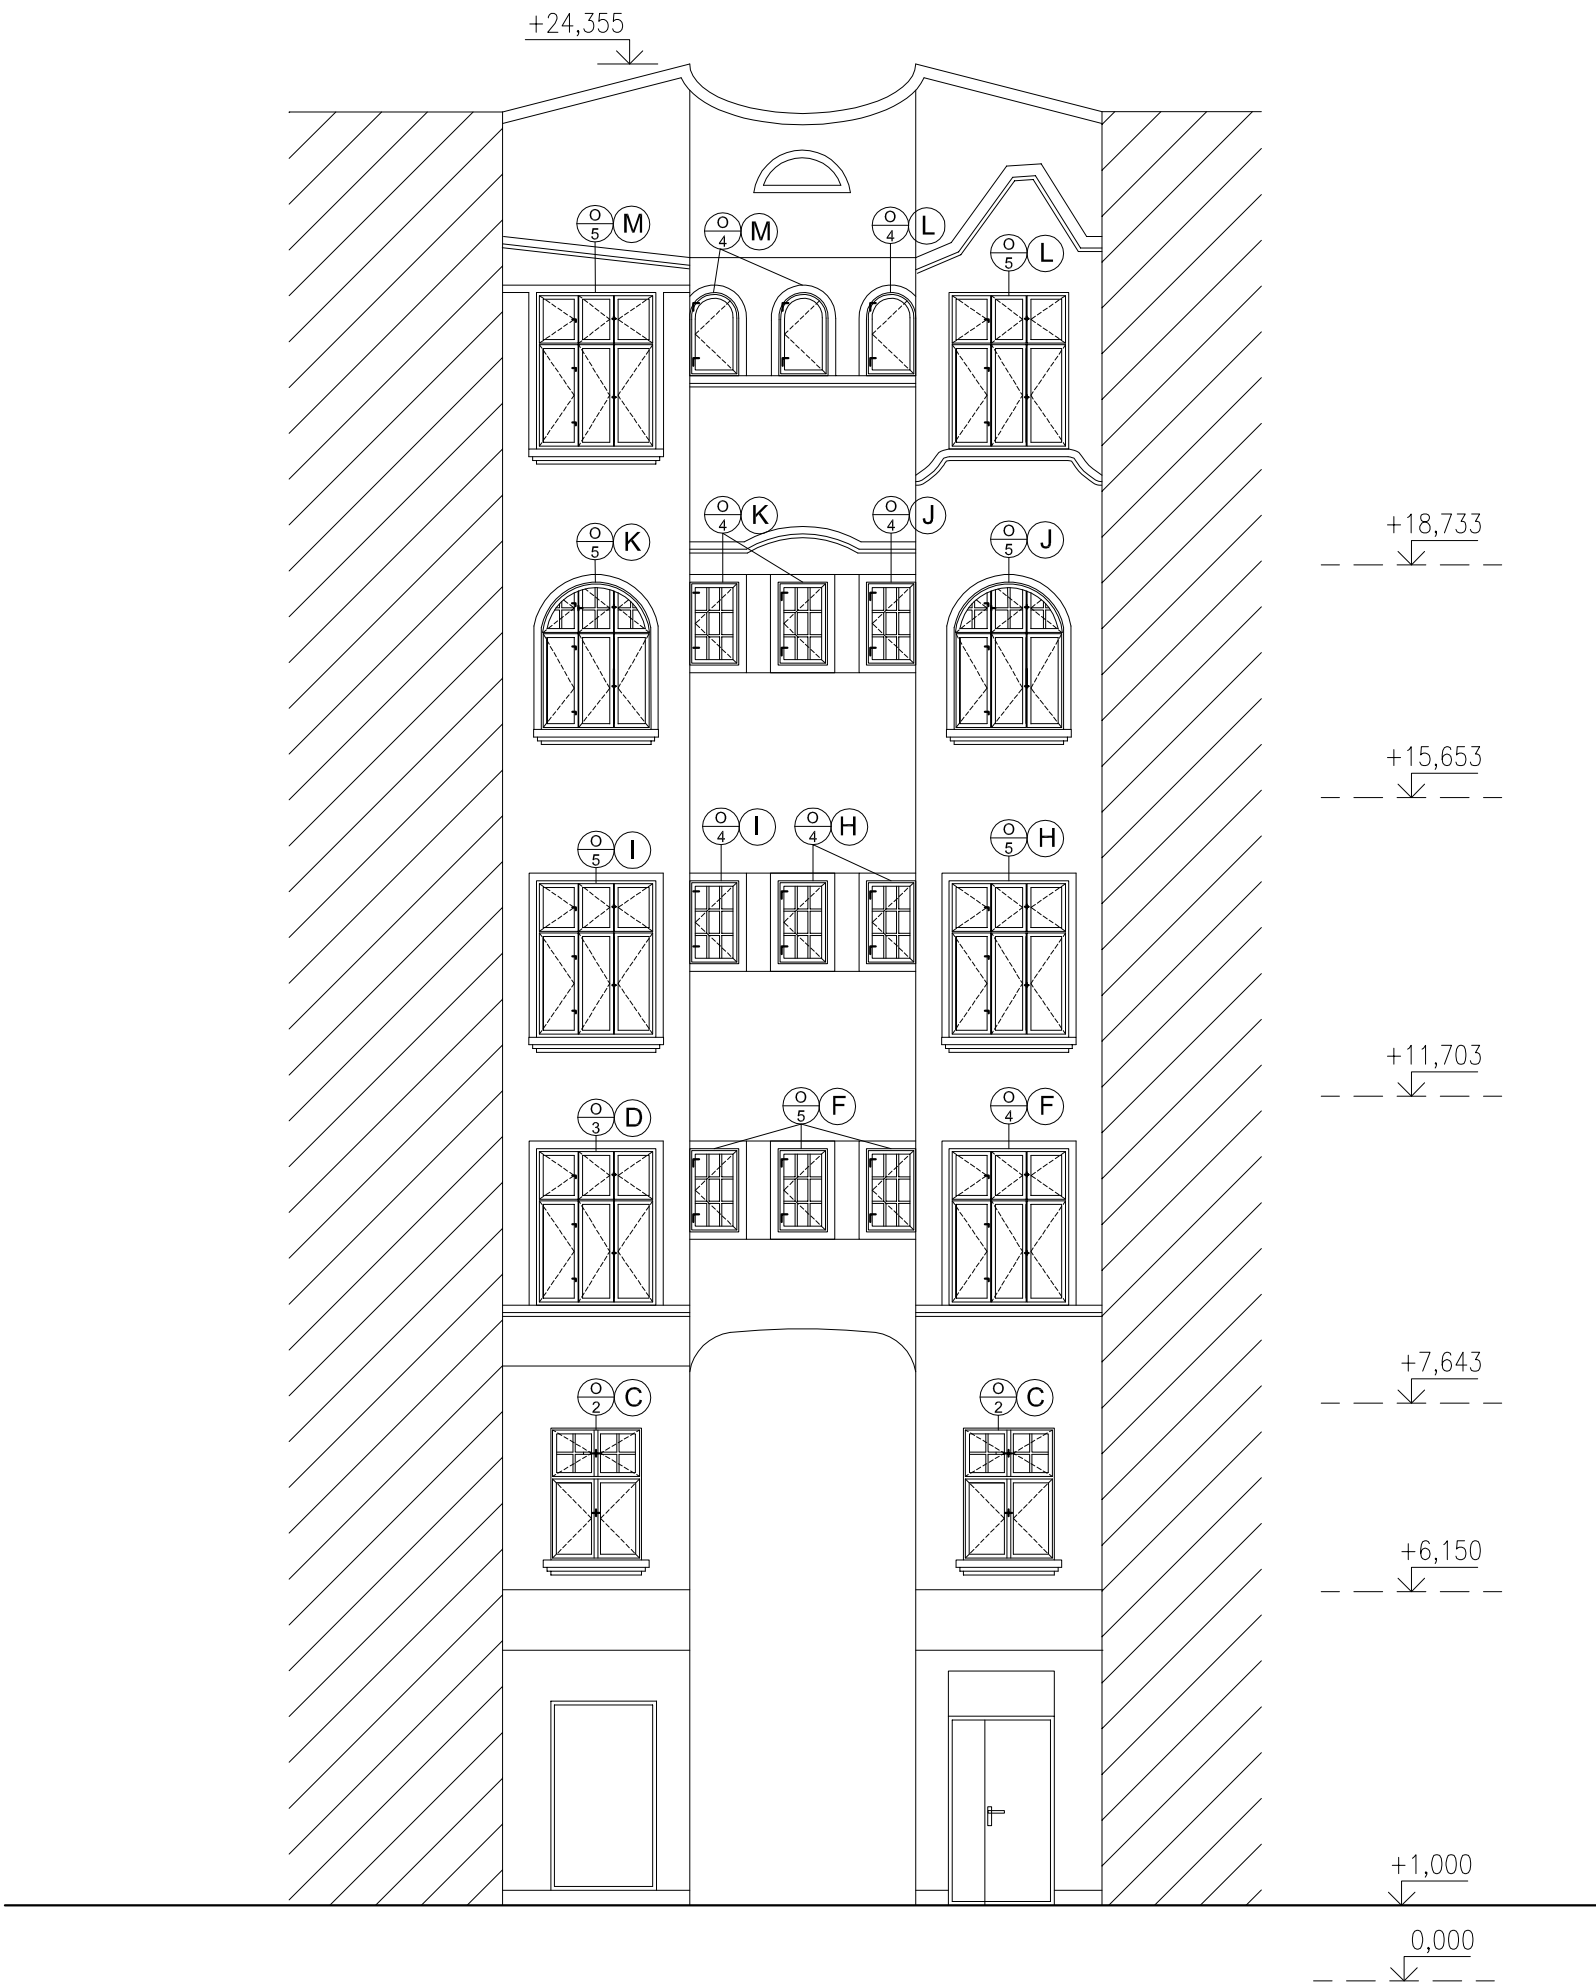 +24,355
O 5 M
O 4 M
O 4 L
O 5 L
O 4 K
O 4 J
+18,733
O 5 K
O 5 J
+15,653
O 4 I
O 4 H
O 5 H
O 5 I
+11,703
O 5 F
O 4 F
O 3 D
+7,643
O 2 C
O 2 C
+6,150
+1,000
0,000